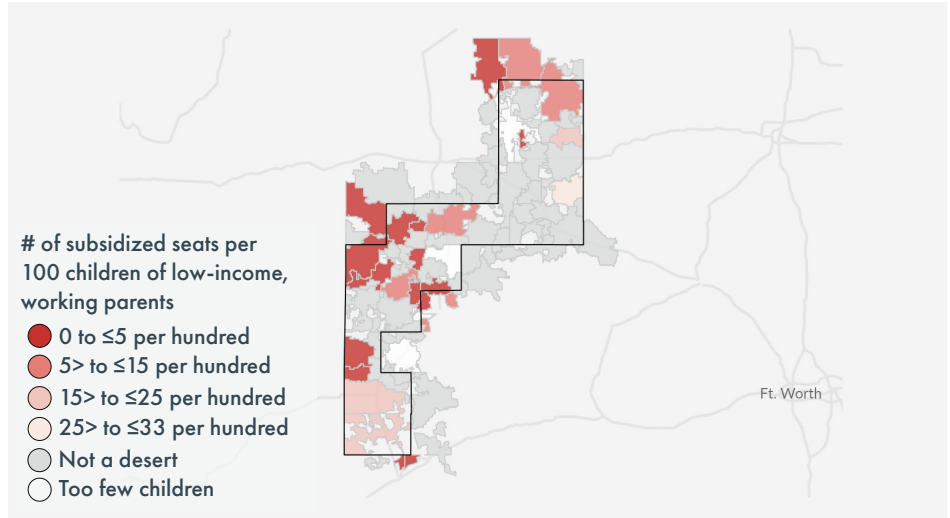 # of subsidized seats per
100 children of low-income,
working parents
0 to ≤5 per hundred
5> to ≤15 per hundred
15> to ≤25 per hundred
25> to ≤33 per hundred
Not a desert
Too few children
Ft. Worth